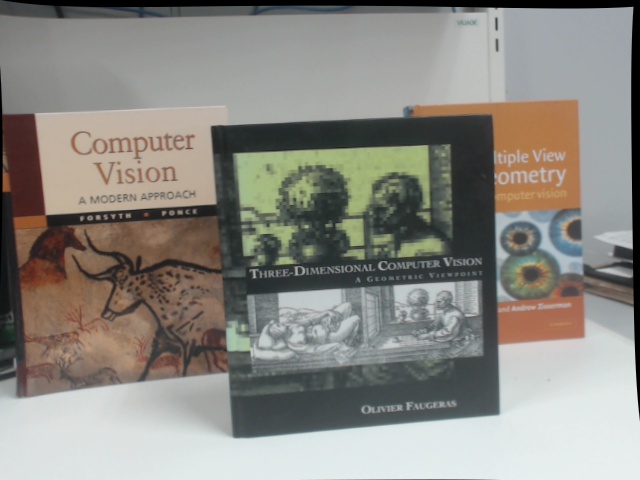 Computer
Vision
A MODERN APPROACH
FORSYTH ★ PONCE
THREE-DIMENSIONAL COMPUTER VISION
A GEOMETRIC VIEWPOINT
OLIVIER FAUGERAS
ltiple View
eometry
omputer vision
and Andrew Zisserman